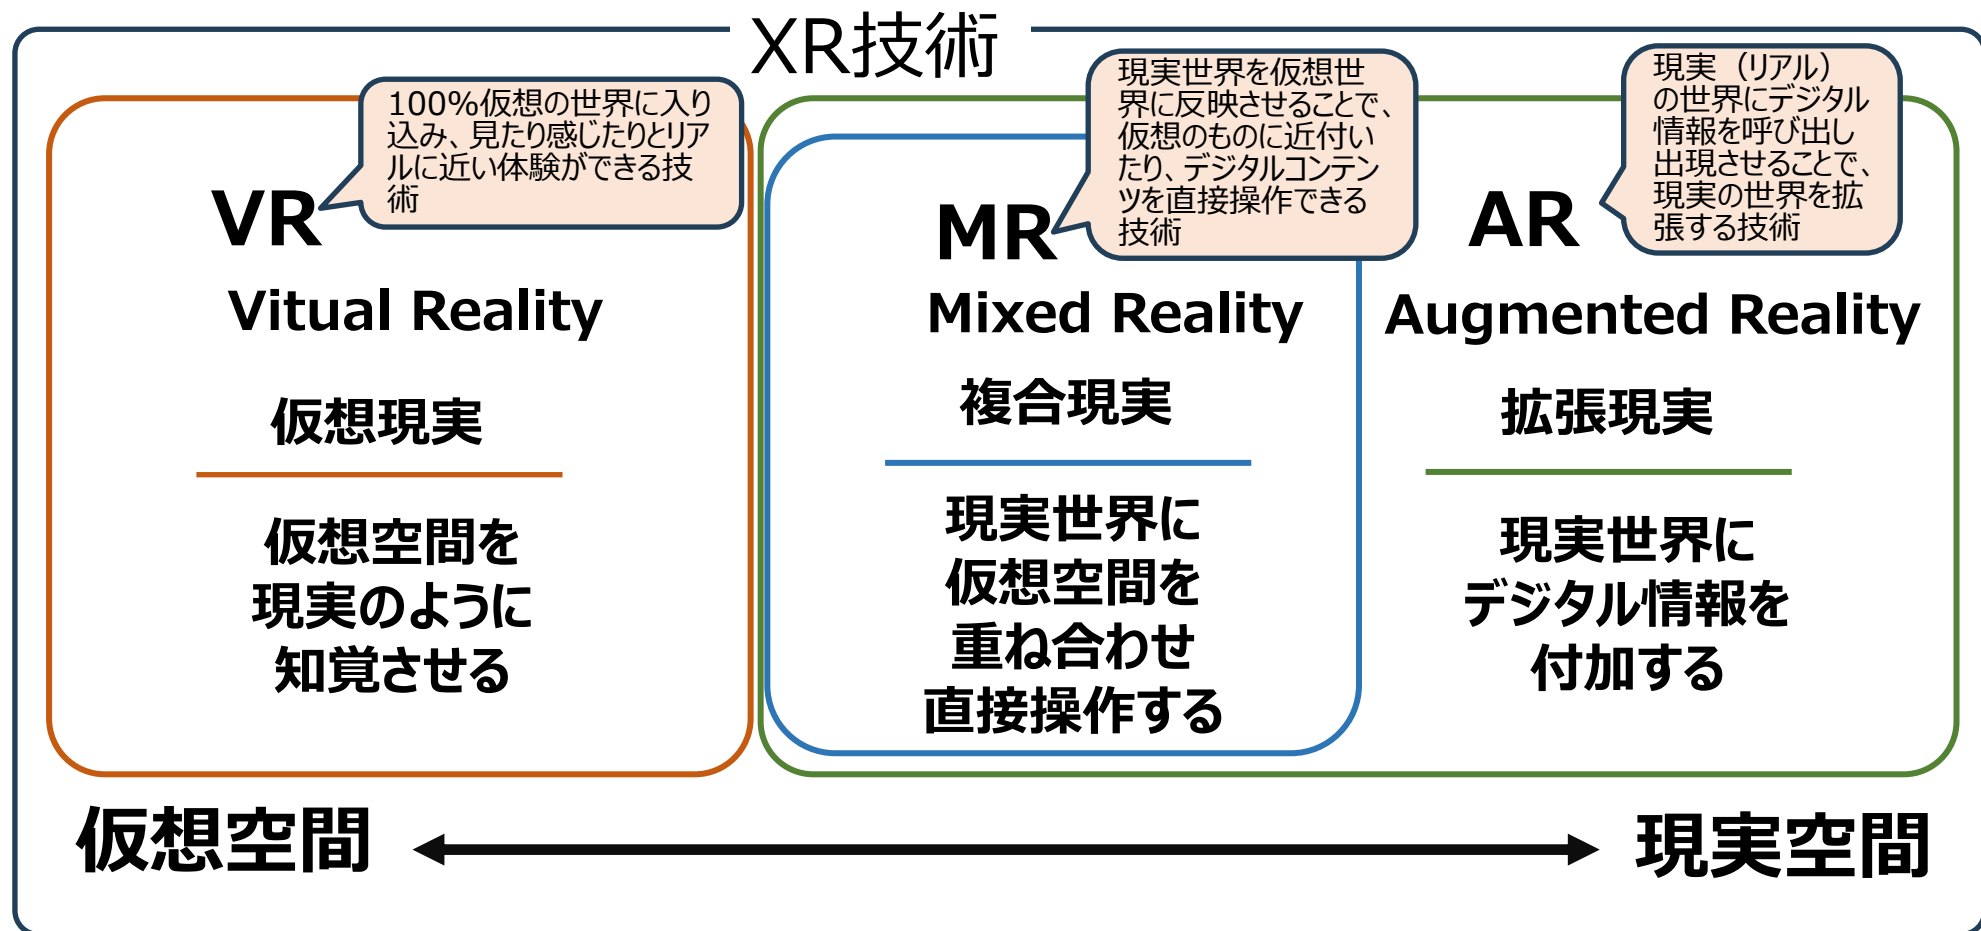 XR技術
100%仮想の世界に入り
込み、見たり感じたりとリア
ルに近い体験ができる技
術
VR
Vitual Reality
仮想現実
仮想空間を
現実のように
知覚させる
現実世界を仮想世
界に反映させることで、
仮想のものに近付い
たり、デジタルコンテン
ツを直接操作できる
技術
MR
Mixed Reality
複合現実
現実世界に
仮想空間を
重ね合わせ
直接操作する
現実（リアル）
の世界にデジタル
情報を呼び出し
出現させることで、
現実の世界を拡
張する技術
AR
Augmented Reality
拡張現実
現実世界に
デジタル情報を
付加する
仮想空間
現実空間